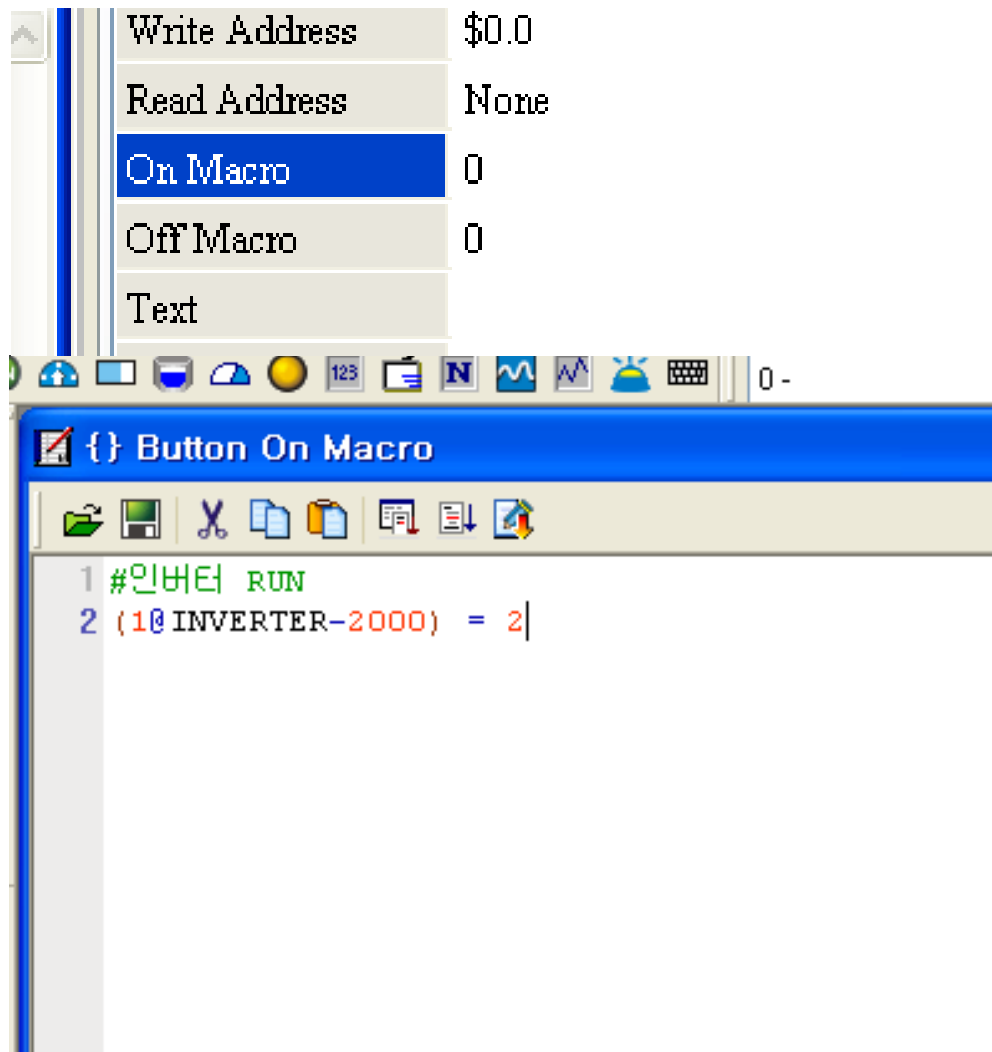 Write Address $0.0
Read Address None
On Macro 0
Off Macro 0
Text
123 N 0 -
{} Button On Macro
1 #인버터 RUN
2 (1@INVERTER-2000) = 2